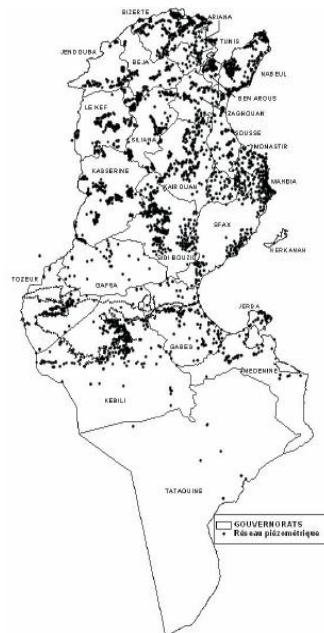 BIZERTE
ARIANA
TUNIS
JENDOUBA
BEJA
NABEUL
BEN AROUS
LE KEF
ZAGHOUAN
SILIANA
SOUSSE
MONASTIR
KASSERINE
KAIROUAN
MAHDIA
SFAX
KERKANAH
SIDI BOUZID
TOZEUR
GAFSA
JERBA
GABES
MEDENINE
KEBILI
TATAOUINE
GOUVERNORATS
Réseau piézométrique